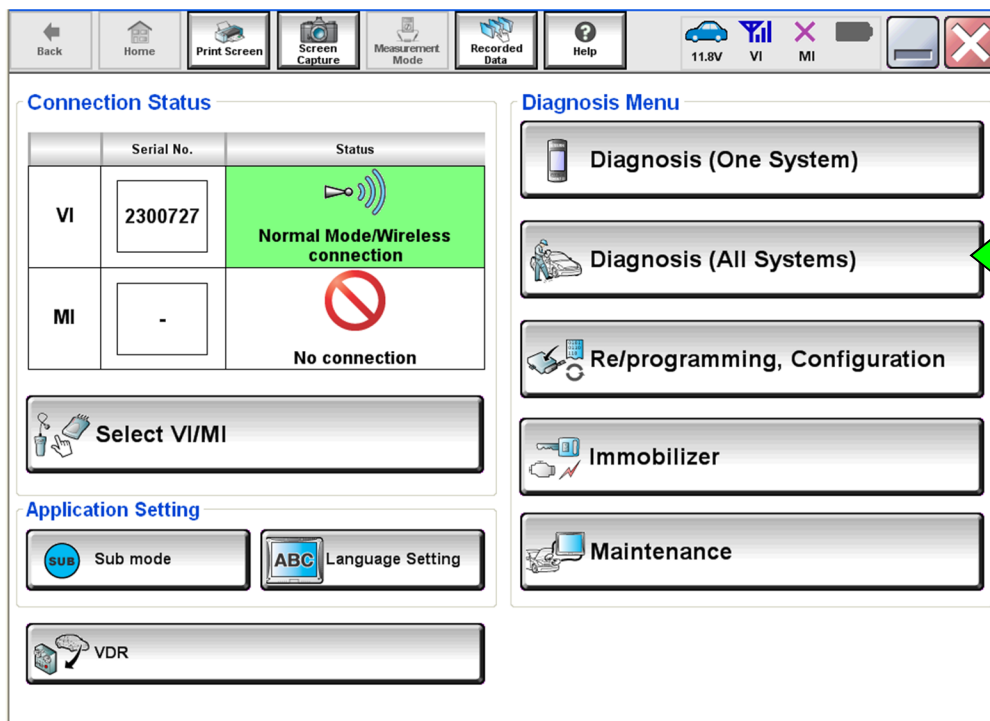 Back
Home
Print Screen
Screen
Capture
Measurement
Mode
Recorded
Data
Help
11.8V
VI
MI
Connection Status
Serial No.
Status
VI
2300727
Normal Mode/Wireless
connection
MI
-
No connection
Select VI/MI
Application Setting
SUB
Sub mode
ABC
Language Setting
VDR
Diagnosis Menu
Diagnosis (One System)
Diagnosis (All Systems)
Re/programming, Configuration
Immobilizer
Maintenance